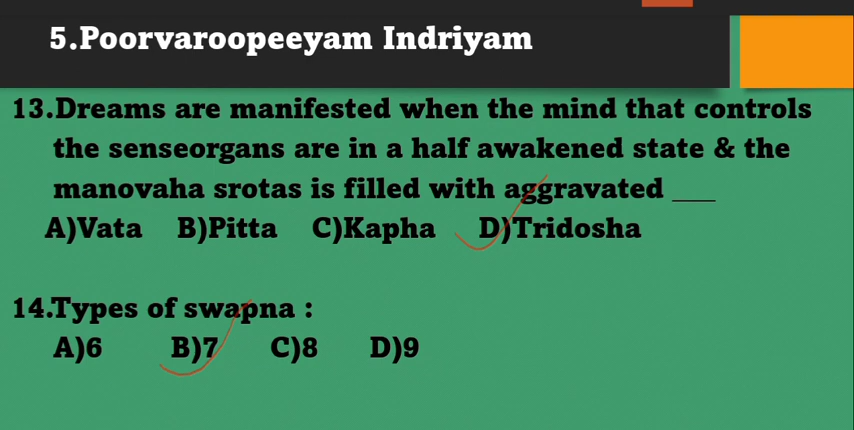 5.Poorvaroopeeyam Indriyam
13.Dreams are manifested when the mind that controls
the senseorgans are in a half awakened state & the
manovaha srotas is filled with aggravated ___
A)Vata B)Pitta C)Kapha D)Tridosha
14.Types of swapna :
A)6 B)7 C)8 D)9